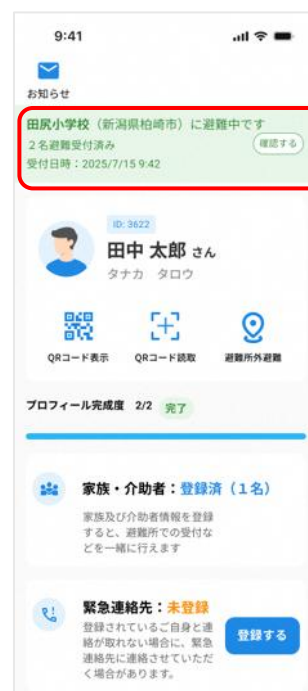 9:41
お知らせ
田尻小学校（新潟県柏崎市）に避難中です
２名避難受付済み
確認する
受付日時：2025/7/15 9:42
ID: 3622
田中 太郎 さん
タナカ　タロウ
QRコード表示
QRコード読取
避難所外避難
プロフィール完成度　2/2　完了
家族・介助者：登録済（１名）
家族及び介助者情報を登録
すると、避難所での受付な
どを一緒に行えます
緊急連絡先：未登録
登録されているご自身と連
絡が取れない場合に、緊急
連絡先に連絡させていただ
く場合があります。
登録する